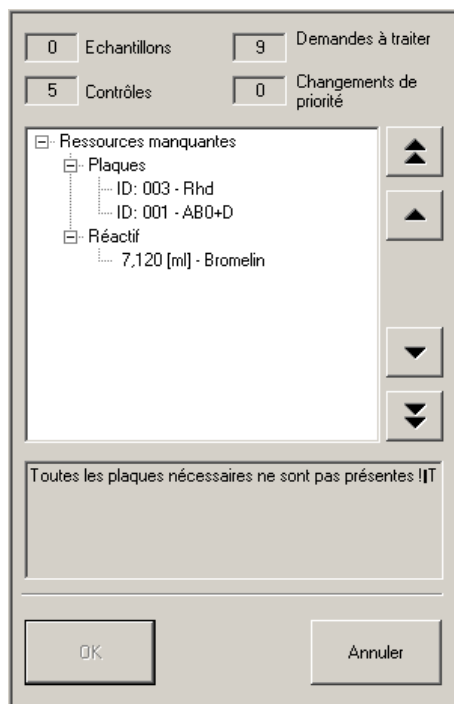 0 Echantillons 9 Demandes à traiter
5 Contrôles 0 Changements de
priorité
Ressources manquantes
Plaques
ID: 003 - Rhd
ID: 001 - AB0+D
Réactif
7,120 [ml] - Bromelin
Toutes les plaques nécessaires ne sont pas présentes !IT
OK Annuler